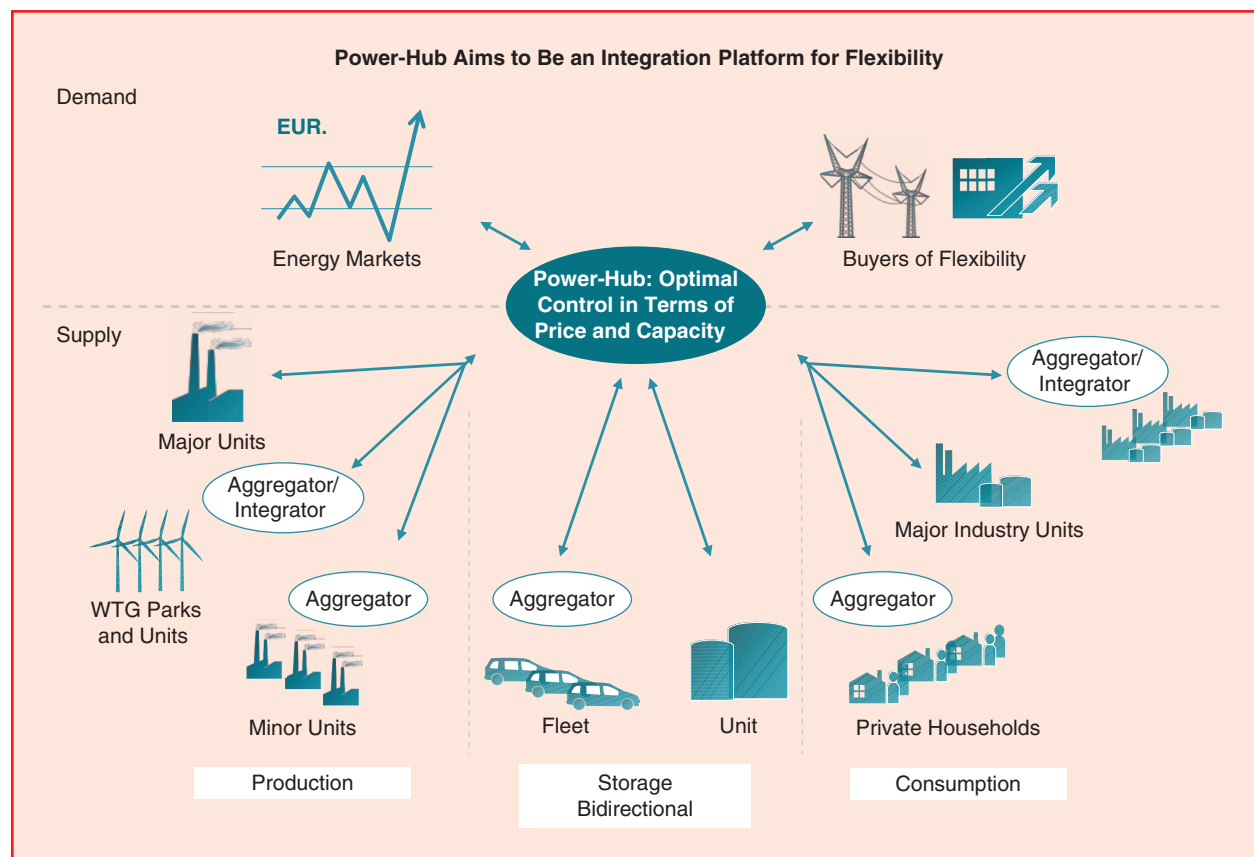 Power-Hub Aims to Be an Integration Platform for Flexibility
Demand
EUR.
Energy Markets
Buyers of Flexibility
Power-Hub: Optimal
Control in Terms of
Price and Capacity
Supply
Major Units
Aggregator/
Integrator
WTG Parks
and Units
Aggregator
Minor Units
Aggregator
Fleet
Unit
Aggregator/
Integrator
Major Industry Units
Aggregator
Private Households
Production
Storage
Bidirectional
Consumption